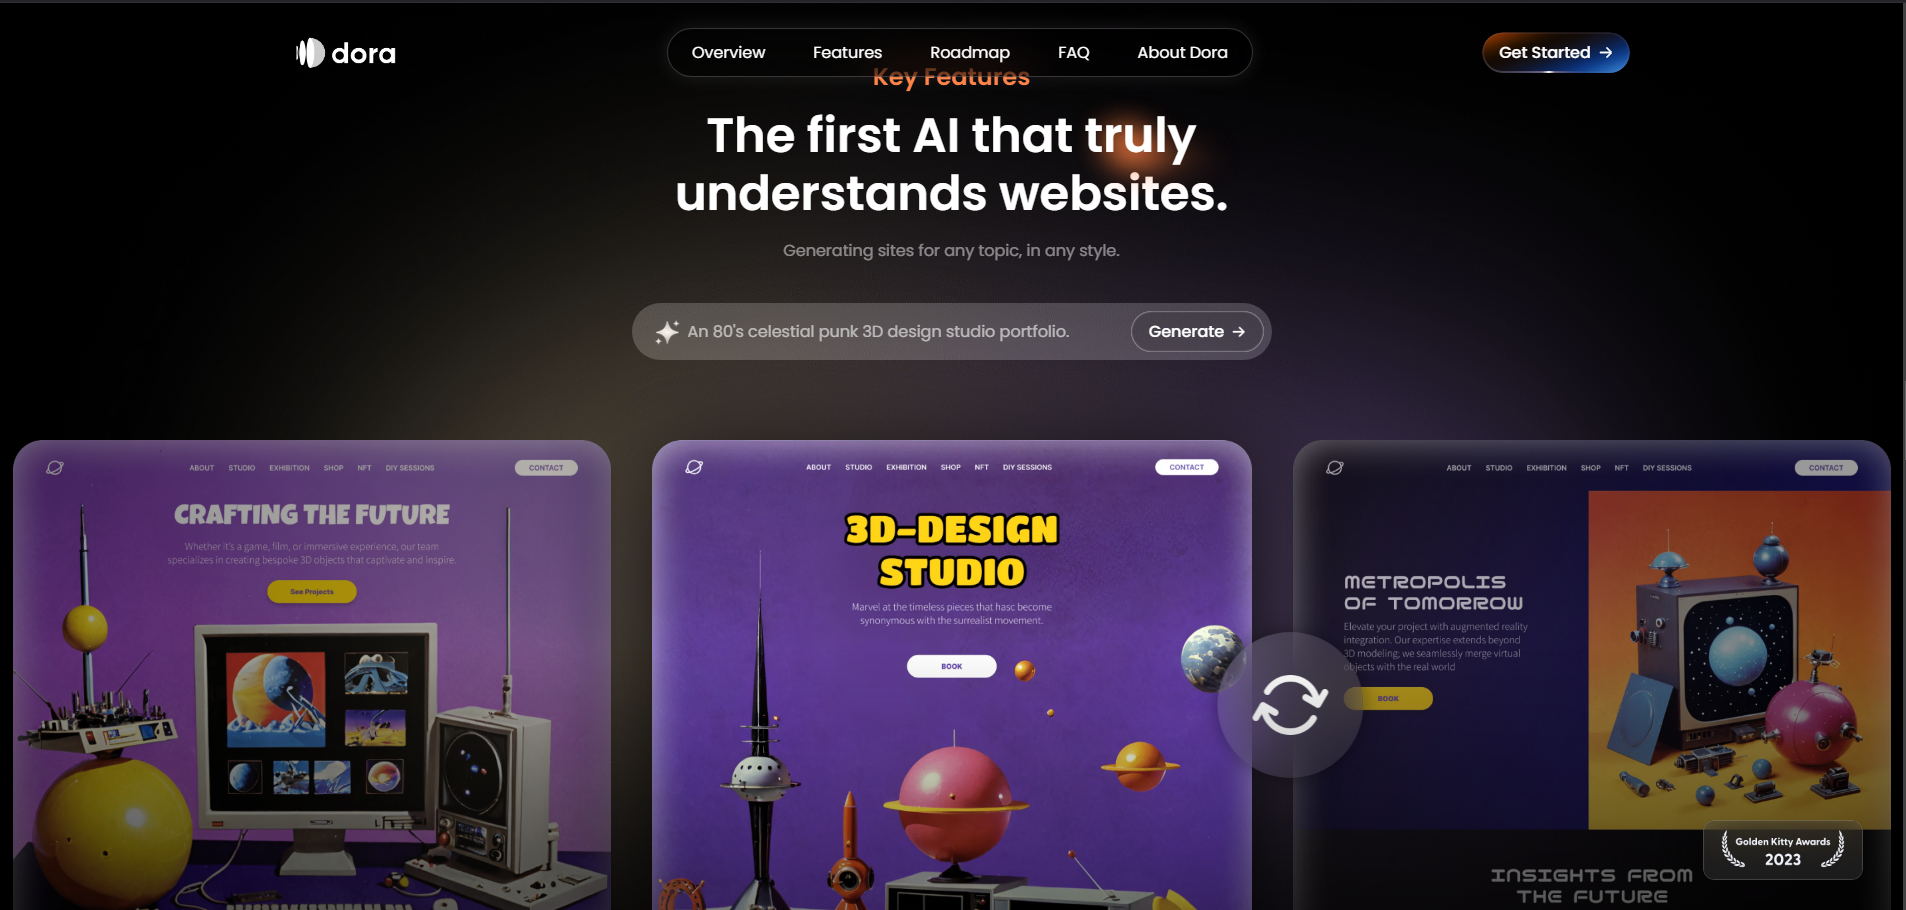 dora
Overview Features Roadmap FAQ About Dora
Get Started
Key Features
The first AI that truly
understands websites.
Generating sites for any topic, in any style.
An 80's celestial punk 3D design studio portfolio.
Generate
ABOUT STUDIO EXHIBITION SHOP NFT DIY SESSIONS
CONTACT
CRAFTING THE FUTURE
Whether it's a game, film, or immersive experience, our team
specializes in creating bespoke 3D objects that captivate and inspire.
See Projects
ABOUT STUDIO EXHIBITION SHOP NFT DIY SESSIONS
CONTACT
3D-DESIGN
STUDIO
Marvel at the timeless pieces that hasc become
synonymous with the surrealist movement.
BOOK
ABOUT STUDIO EXHIBITION SHOP NFT DIY SESSIONS
CONTACT
METROPOLIS
OF TOMORROW
Elevate your project with augmented reality
integration. Our expertise extends beyond
3D modeling; we seamlessly merge virtual
objects with the real world
BOOK
INSIGHTS FROM
THE FUTURE
Golden Kitty Awards
2023